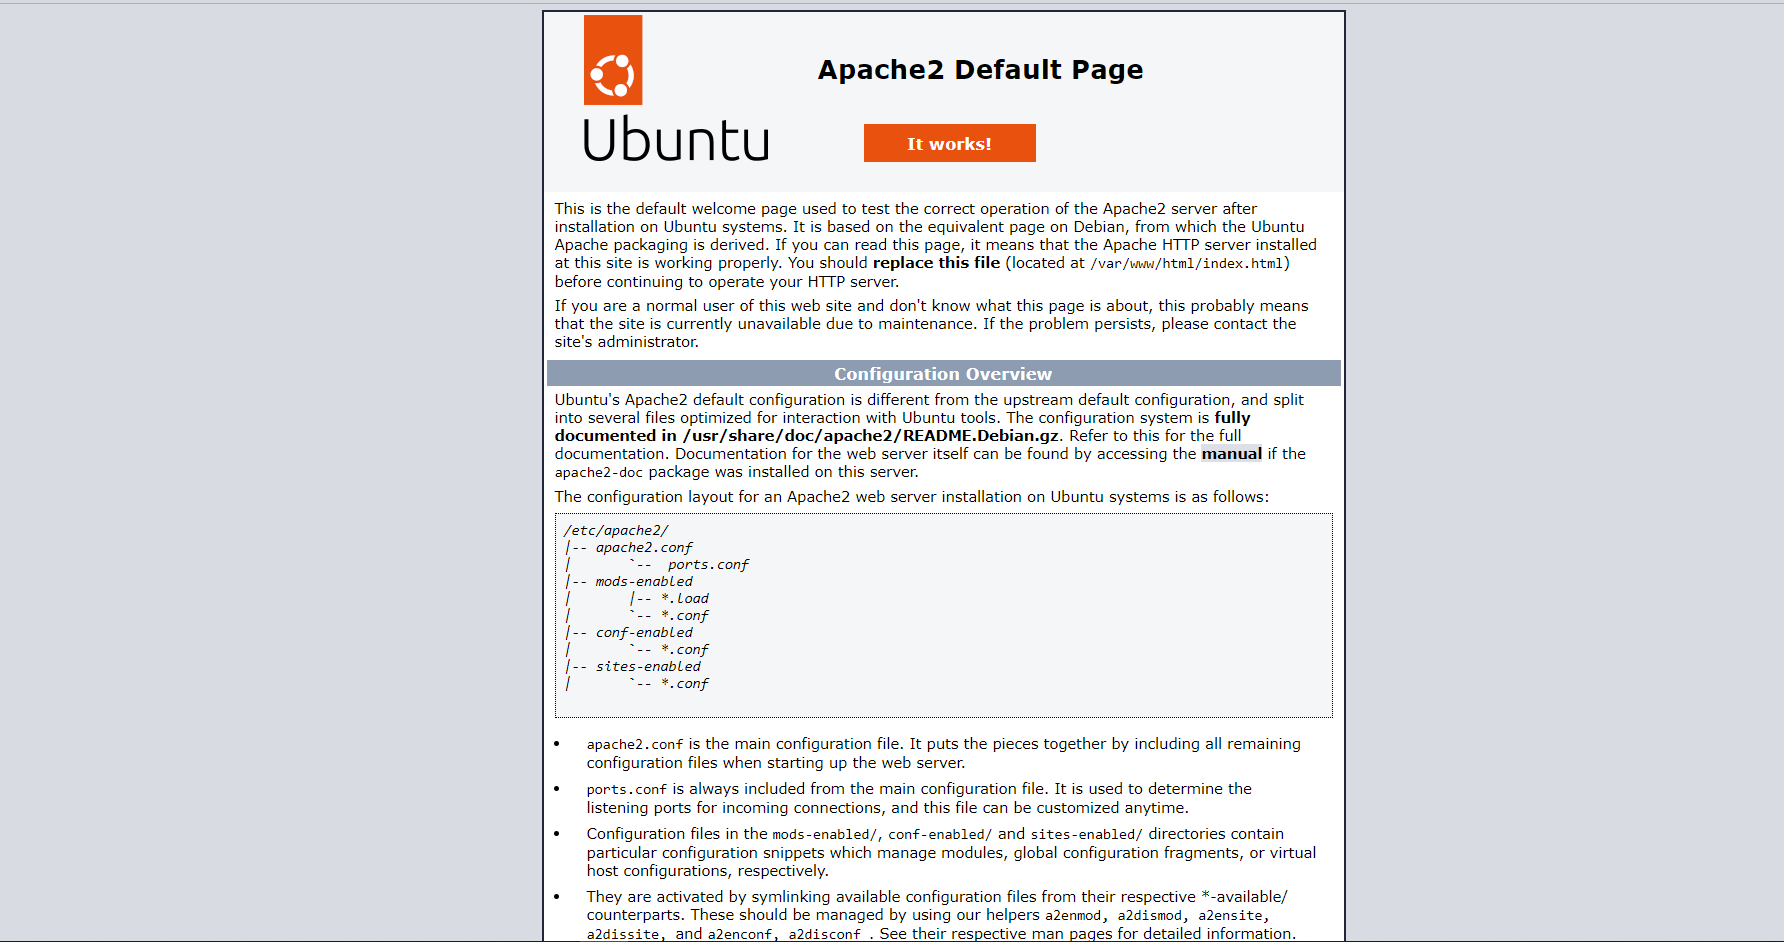 Apache2 Default Page
Ubuntu
It works!
This is the default welcome page used to test the correct operation of the Apache2 server after
installation on Ubuntu systems. It is based on the equivalent page on Debian, from which the Ubuntu
Apache packaging is derived. If you can read this page, it means that the Apache HTTP server installed
at this site is working properly. You should replace this file (located at /var/www/html/index.html)
before continuing to operate your HTTP server.
If you are a normal user of this web site and don't know what this page is about, this probably means
that the site is currently unavailable due to maintenance. If the problem persists, please contact the
site's administrator.
Configuration Overview
Ubuntu's Apache2 default configuration is different from the upstream default configuration, and split
into several files optimized for interaction with Ubuntu tools. The configuration system is fully
documented in /usr/share/doc/apache2/README.Debian.gz. Refer to this for the full
documentation. Documentation for the web server itself can be found by accessing the manual if the
apache2-doc package was installed on this server.
The configuration layout for an Apache2 web server installation on Ubuntu systems is as follows:
/etc/apache2/
|-- apache2.conf
|       `--  ports.conf
|-- mods-enabled
|       |-- *.load
|       `-- *.conf
|-- conf-enabled
|       `-- *.conf
|-- sites-enabled
|       `-- *.conf
• apache2.conf is the main configuration file. It puts the pieces together by including all remaining
configuration files when starting up the web server.
• ports.conf is always included from the main configuration file. It is used to determine the
listening ports for incoming connections, and this file can be customized anytime.
• Configuration files in the mods-enabled/, conf-enabled/ and sites-enabled/ directories contain
particular configuration snippets which manage modules, global configuration fragments, or virtual
host configurations, respectively.
• They are activated by symlinking available configuration files from their respective *-available/
counterparts. These should be managed by using our helpers a2enmod, a2dismod, a2ensite,
a2dissite, and a2enconf, a2disconf . See their respective man pages for detailed information.